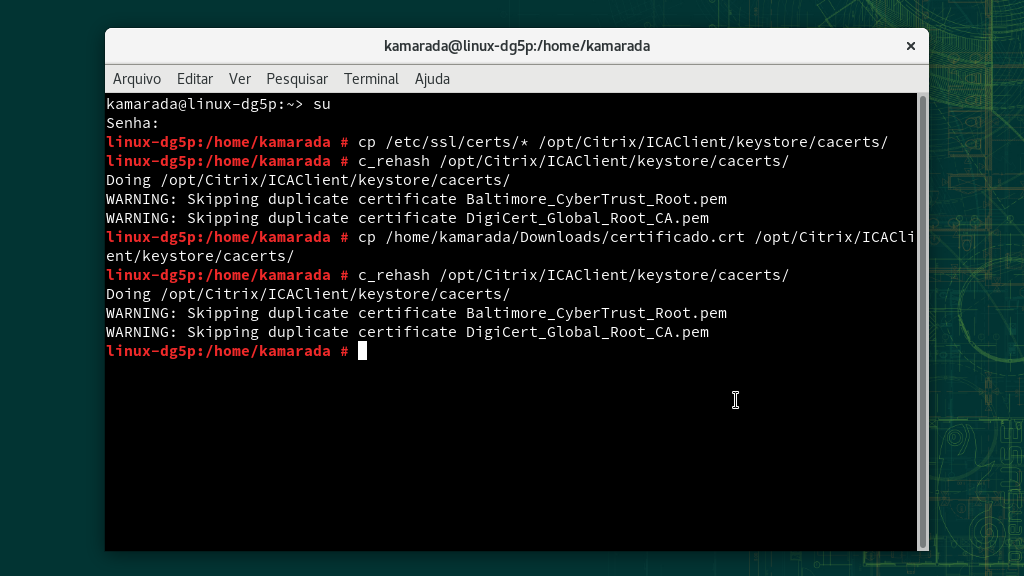 kamarada@linux-dg5p:/home/kamarada
×
Arquivo Editar Ver Pesquisar Terminal Ajuda
kamarada@linux-dg5p:~> su
Senha:
linux-dg5p:/home/kamarada # cp /etc/ssl/certs/* /opt/Citrix/ICAClient/keystore/cacerts/
linux-dg5p:/home/kamarada # c_rehash /opt/Citrix/ICAClient/keystore/cacerts/
Doing /opt/Citrix/ICAClient/keystore/cacerts/
WARNING: Skipping duplicate certificate Baltimore_CyberTrust_Root.pem
WARNING: Skipping duplicate certificate DigiCert_Global_Root_CA.pem
linux-dg5p:/home/kamarada # cp /home/kamarada/Downloads/certificado.crt /opt/Citrix/ICACli
ent/keystore/cacerts/
linux-dg5p:/home/kamarada # c_rehash /opt/Citrix/ICAClient/keystore/cacerts/
Doing /opt/Citrix/ICAClient/keystore/cacerts/
WARNING: Skipping duplicate certificate Baltimore_CyberTrust_Root.pem
WARNING: Skipping duplicate certificate DigiCert_Global_Root_CA.pem
linux-dg5p:/home/kamarada #